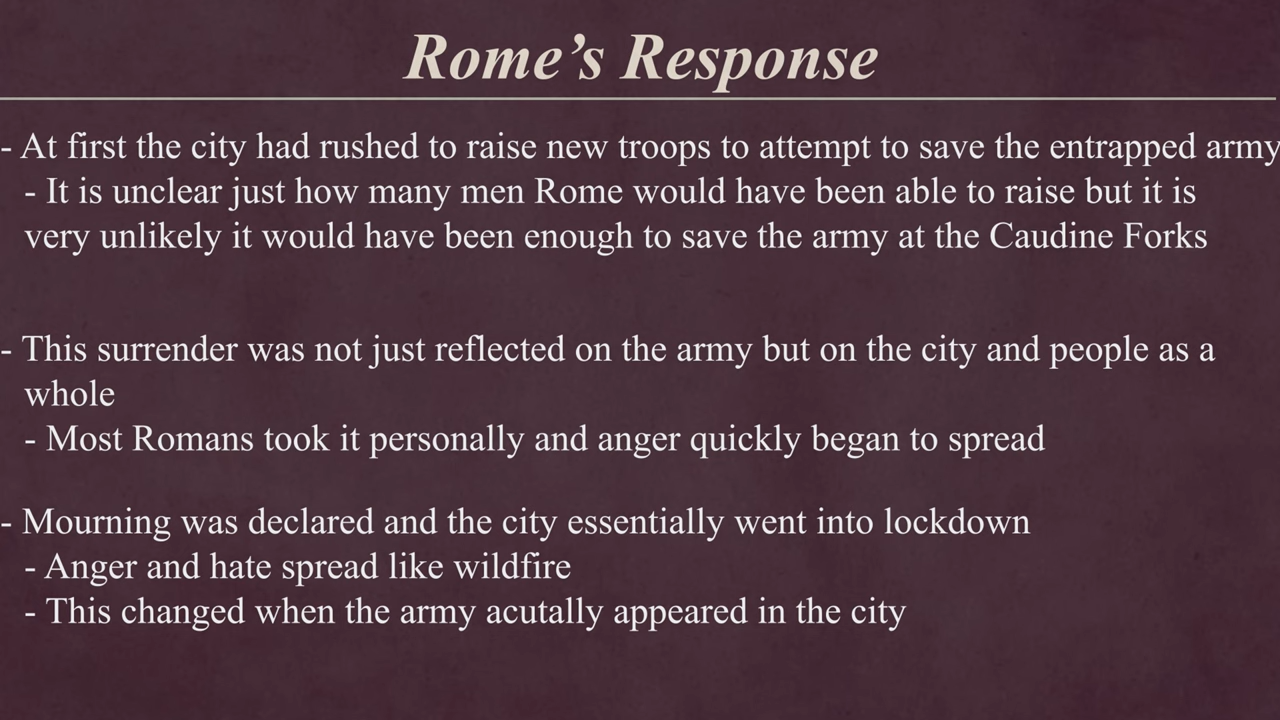 Rome’s Response
- At first the city had rushed to raise new troops to attempt to save the entrapped army
- It is unclear just how many men Rome would have been able to raise but it is
very unlikely it would have been enough to save the army at the Caudine Forks
- This surrender was not just reflected on the army but on the city and people as a
whole
- Most Romans took it personally and anger quickly began to spread
- Mourning was declared and the city essentially went into lockdown
- Anger and hate spread like wildfire
- This changed when the army acutally appeared in the city